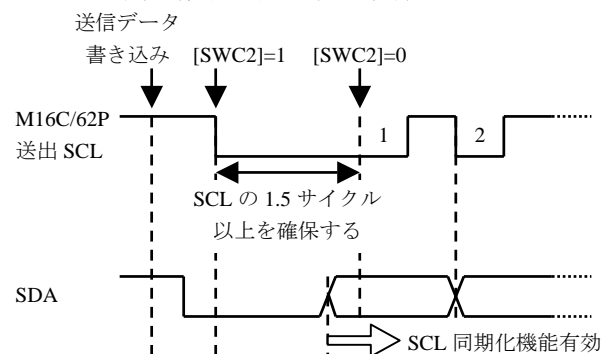 送信データ
書き込み [SWC2]=1 [SWC2]=0
M16C/62P
送出 SCL
1
2
SCL の 1.5 サイクル
以上を確保する
SDA
SCL 同期化機能有効